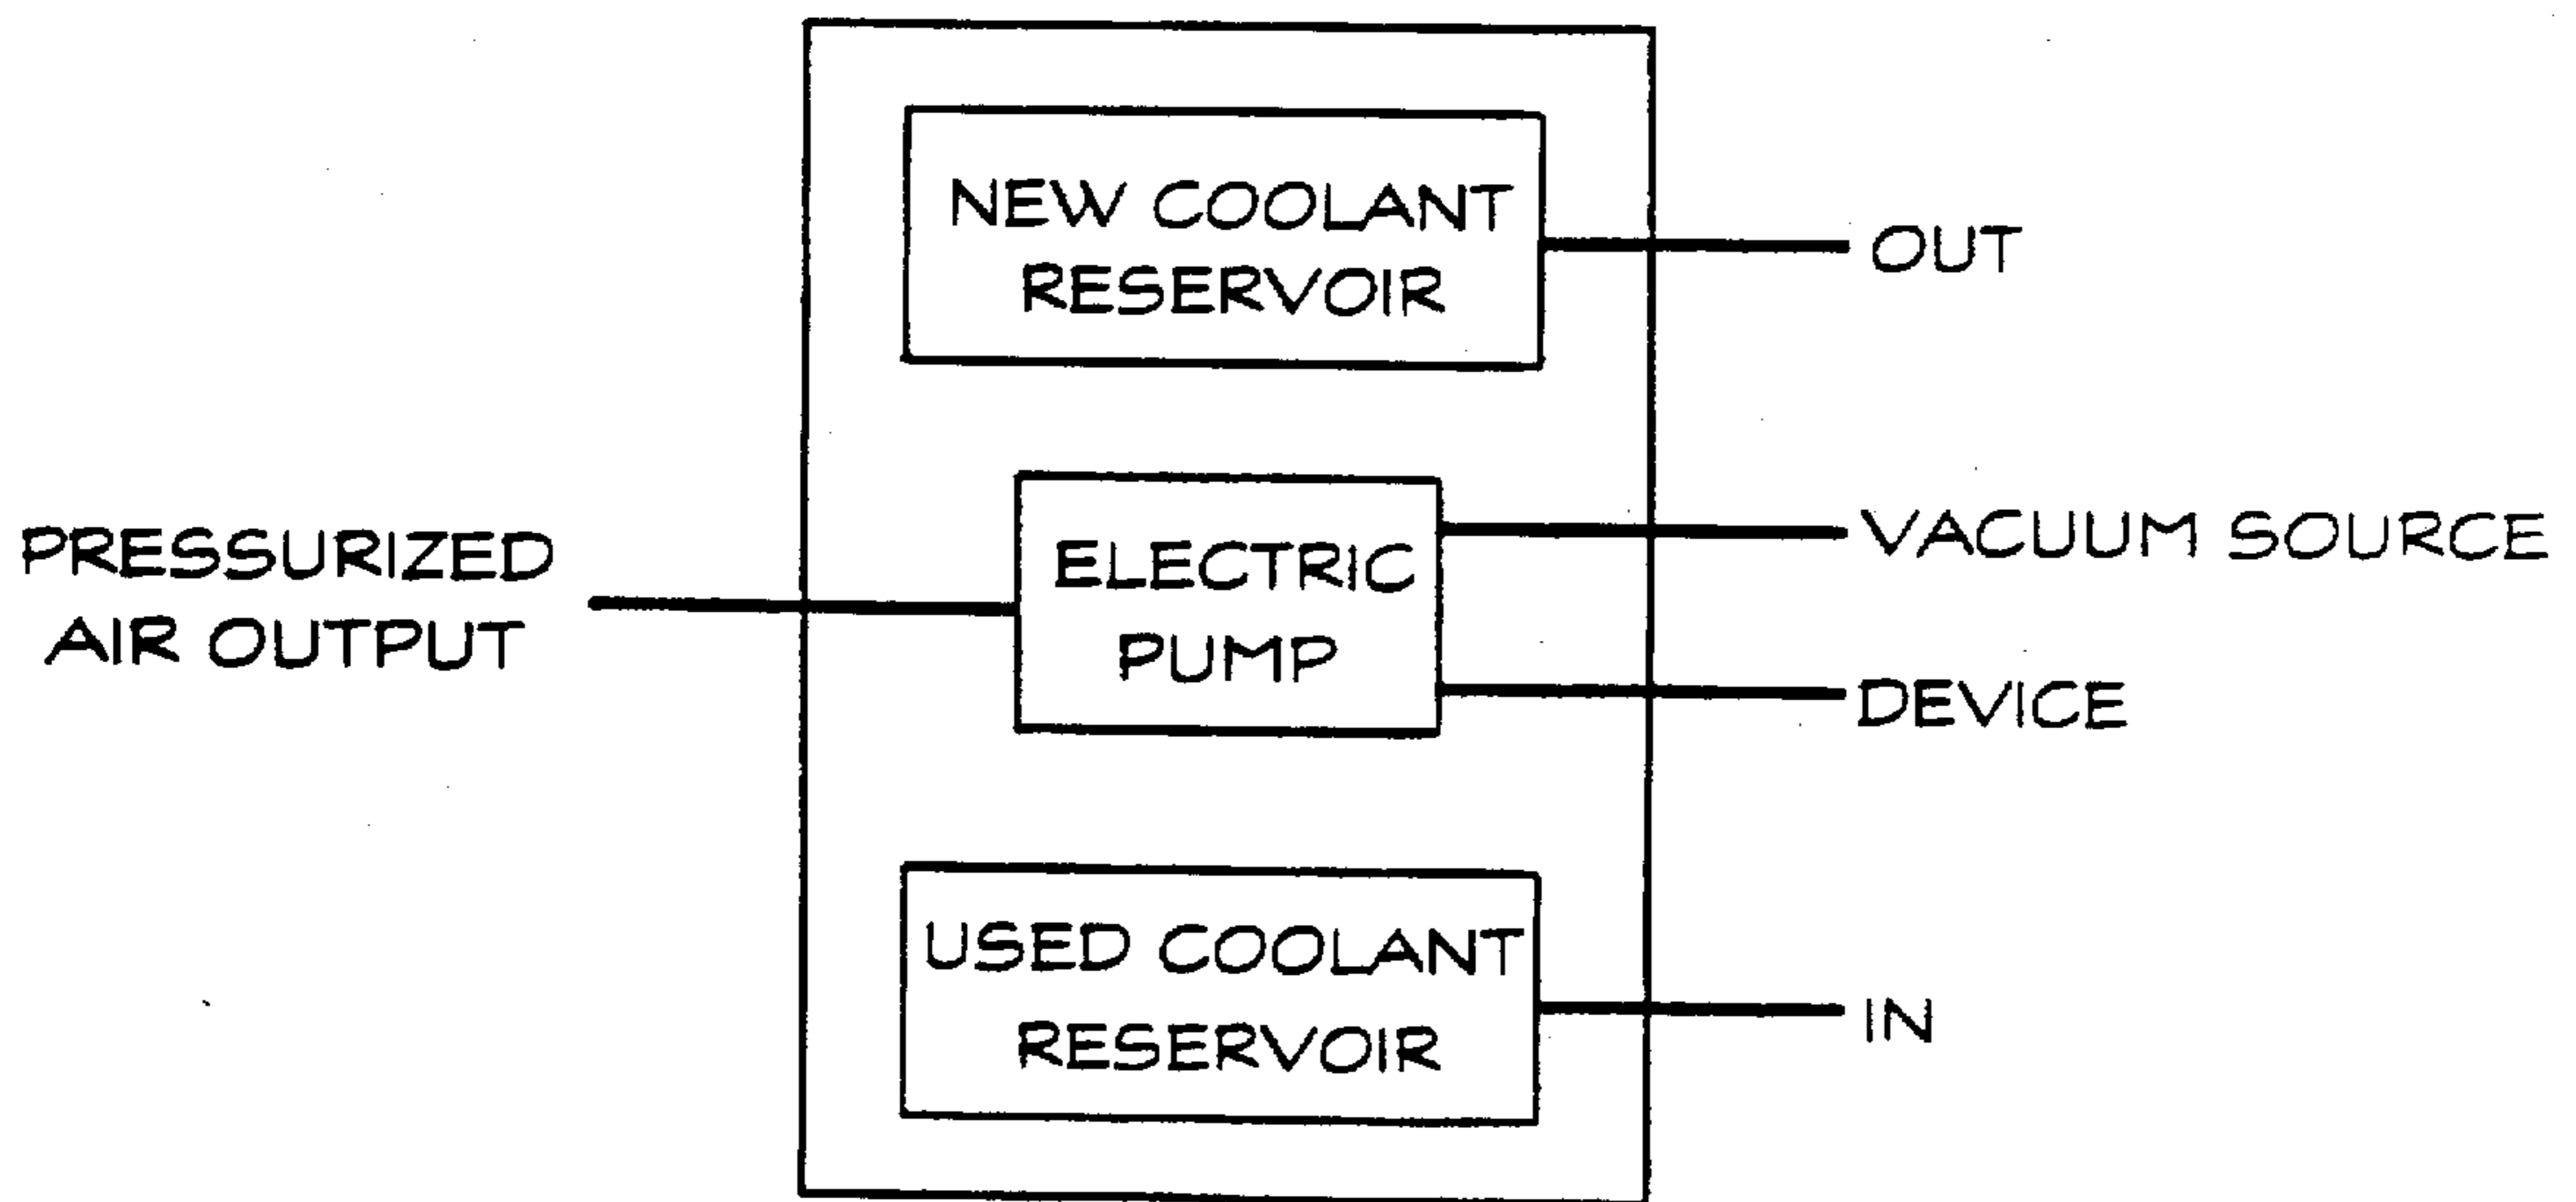 NEW COOLANT
RESERVOIR
OUT
PRESSURIZED
AIR OUTPUT
ELECTRIC
PUMP
VACUUM SOURCE
DEVICE
USED COOLANT
RESERVOIR
IN